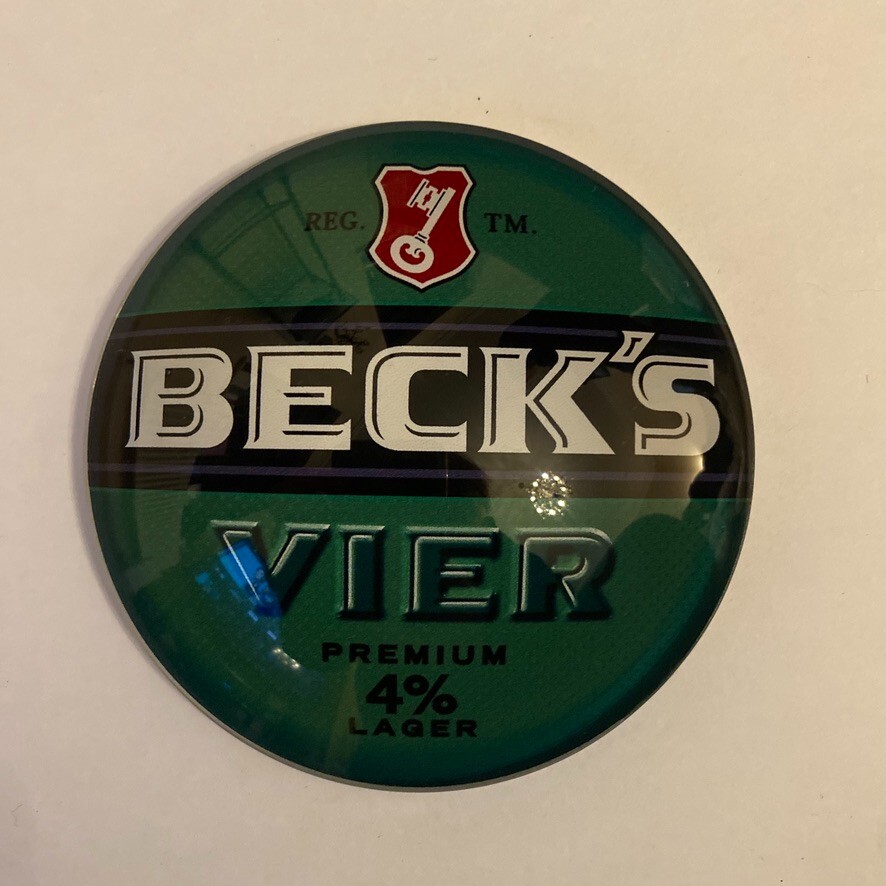 REG. TM.
BECK'S
VIER
PREMIUM
4%
LAGER